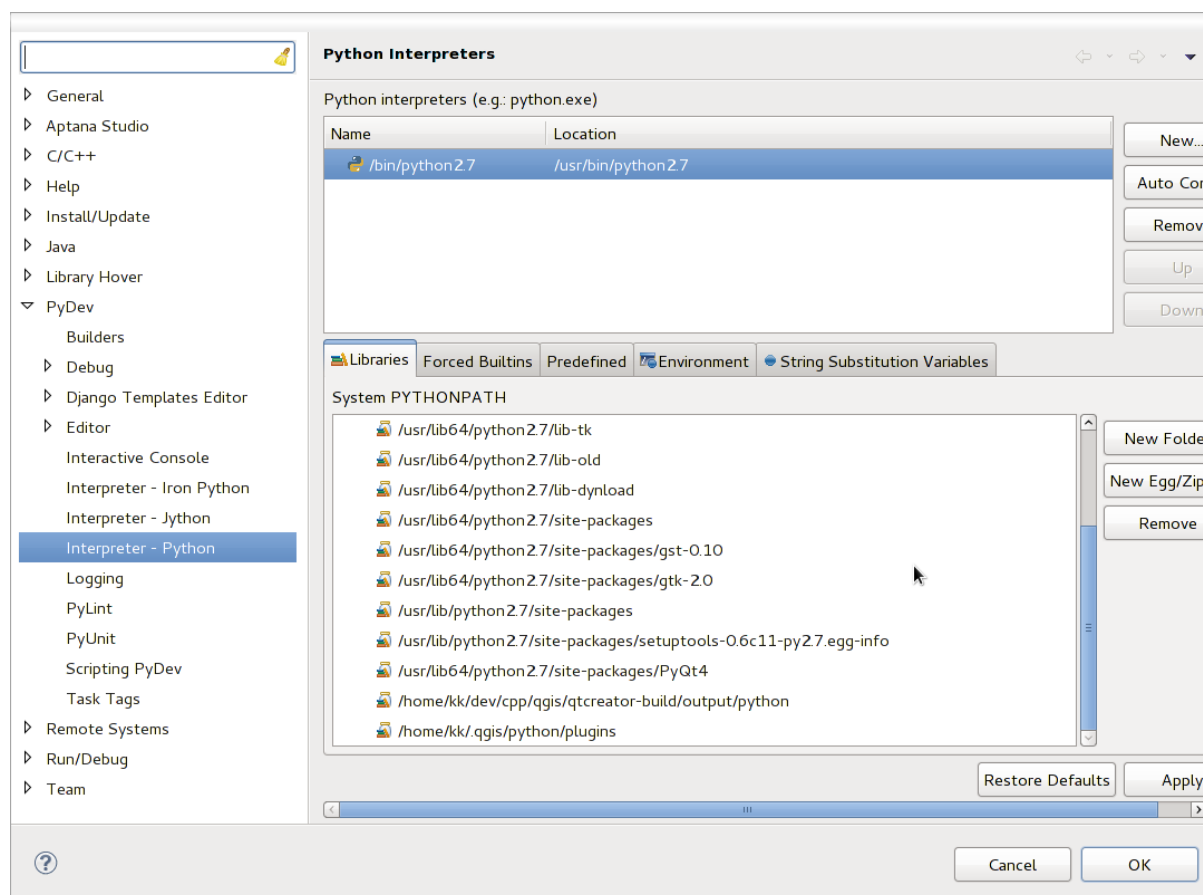 Python Interpreters
General
Aptana Studio
C/C++
Help
Install/Update
Java
Library Hover
PyDev
Builders
Debug
Django Templates Editor
Editor
Interactive Console
Interpreter - Iron Python
Interpreter - Jython
Interpreter - Python
Logging
PyLint
PyUnit
Scripting PyDev
Task Tags
Remote Systems
Run/Debug
Team
Python interpreters (e.g.: python.exe)
Name Location
/bin/python2.7 /usr/bin/python2.7
New...
Auto Con
Remov
Up
Down
Libraries Forced Builtins Predefined Environment String Substitution Variables
System PYTHONPATH
/usr/lib64/python2.7/lib-tk
/usr/lib64/python2.7/lib-old
/usr/lib64/python2.7/lib-dynload
/usr/lib64/python2.7/site-packages
/usr/lib64/python2.7/site-packages/gst-0.10
/usr/lib64/python2.7/site-packages/gtk-2.0
/usr/lib/python2.7/site-packages
/usr/lib/python2.7/site-packages/setuptools-0.6c11-py2.7.egg-info
/usr/lib64/python2.7/site-packages/PyQt4
/home/kk/dev/cpp/qgis/qtcreator-build/output/python
/home/kk/.qgis/python/plugins
New Folde
New Egg/Zip
Remove
Restore Defaults Apply
Cancel OK